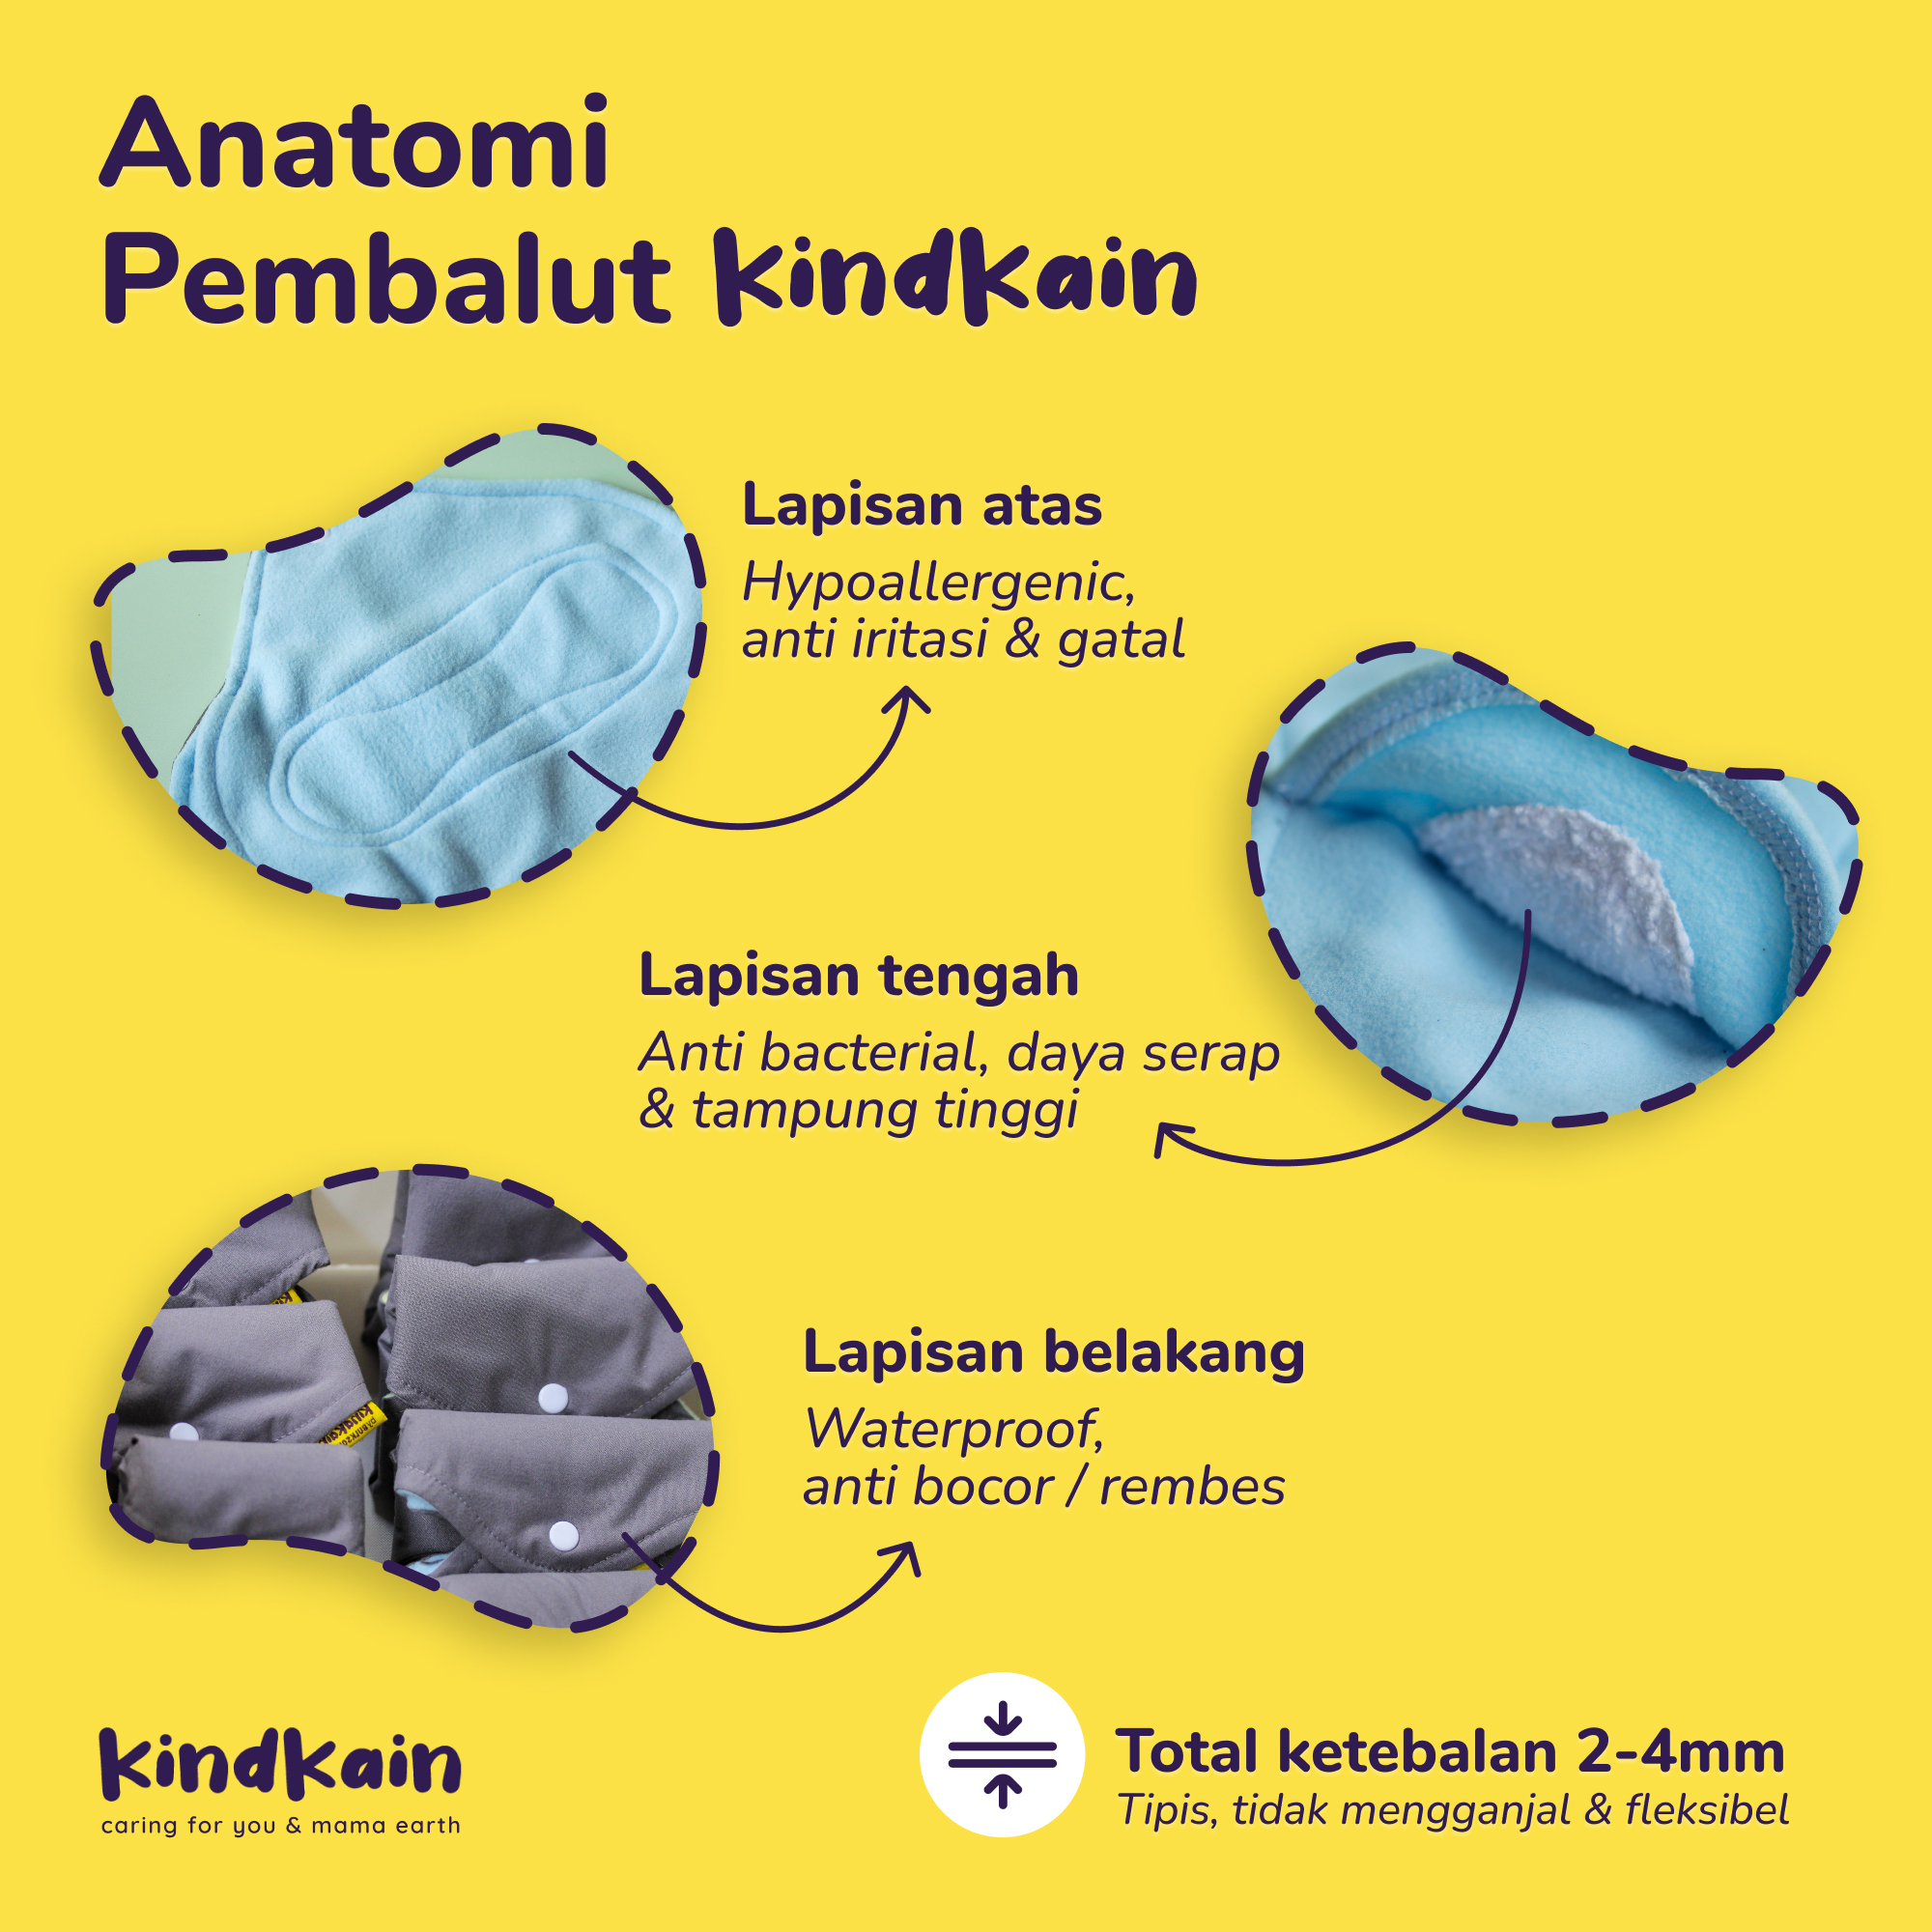 Anatomi
Pembalut kindkain
Lapisan atas
Hypoallergenic,
anti iritasi & gatal
Lapisan tengah
Anti bacterial, daya serap
& tampung tinggi
kindkain
Lapisan belakang
Waterproof,
anti bocor / rembes
kindkain
caring for you & mama earth
Total ketebalan 2-4mm
Tipis, tidak mengganjal & fleksibel